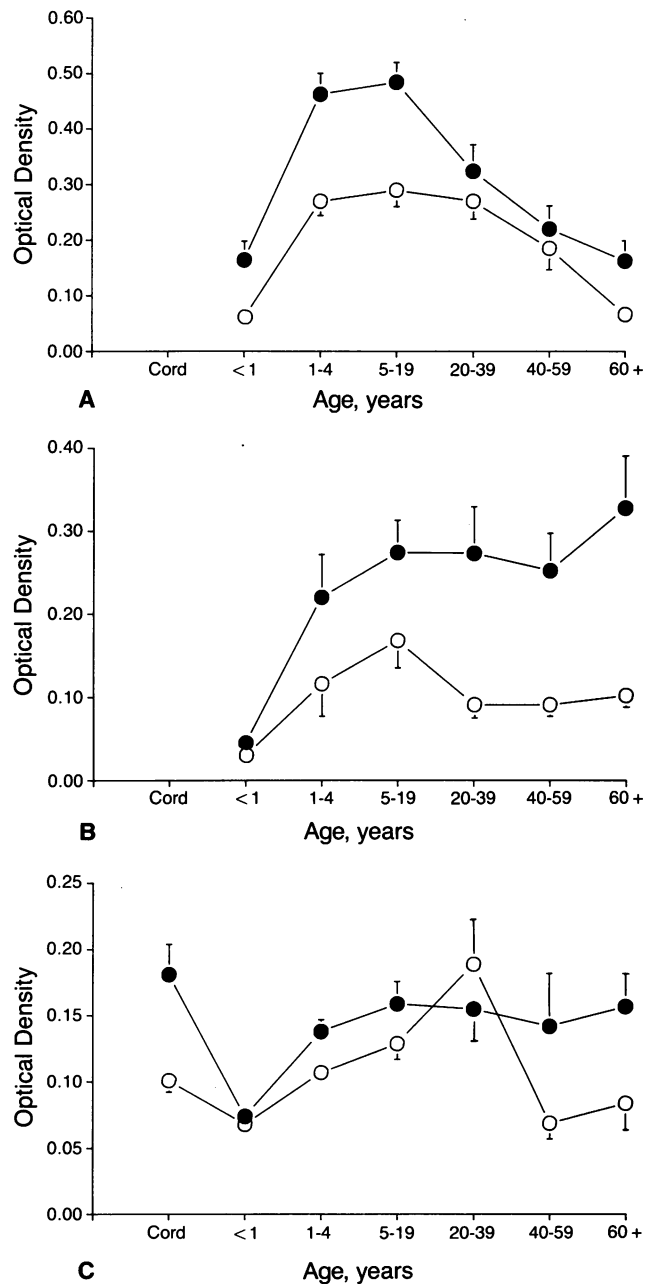 0.60
0.50
0.40
0.30
0.20
0.10
0.00
Optical Density
Cord <1 1-4 5-19 20-39 40-59 60+
A Age, years
0.40
0.30
0.20
0.10
0.00
Optical Density
Cord <1 1-4 5-19 20-39 40-59 60+
B Age, years
0.25
0.20
0.15
0.10
0.05
0.00
Optical Density
Cord <1 1-4 5-19 20-39 40-59 60+
C Age, years